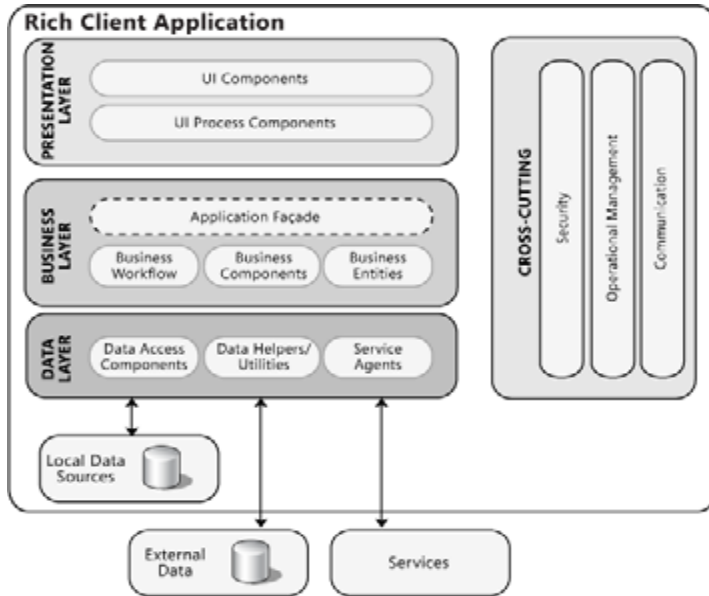 Rich Client Application
PRESENTATION
LAYER
UI Components
UI Process Components
BUSINESS
LAYER
Application Façade
Business
Workflow
Business
Components
Business
Entities
DATA
LAYER
Data Access
Components
Data Helpers/
Utilities
Service
Agents
CROSS-CUTTING
Security
Operational Management
Communication
Local Data
Sources
External
Data
Services